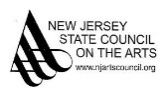 NEW JERSEY
STATE COUNCIL
ON THE ARTS
www.njartscouncil.org